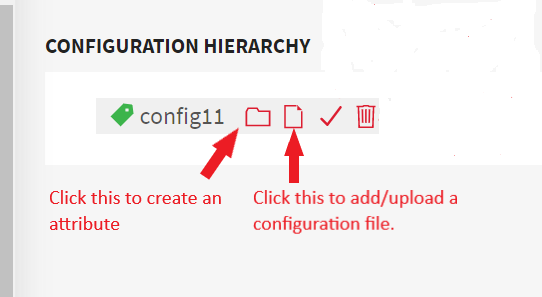 CONFIGURATION HIERARCHY
config11
Click this to create an
attribute
Click this to add/upload a
configuration file.